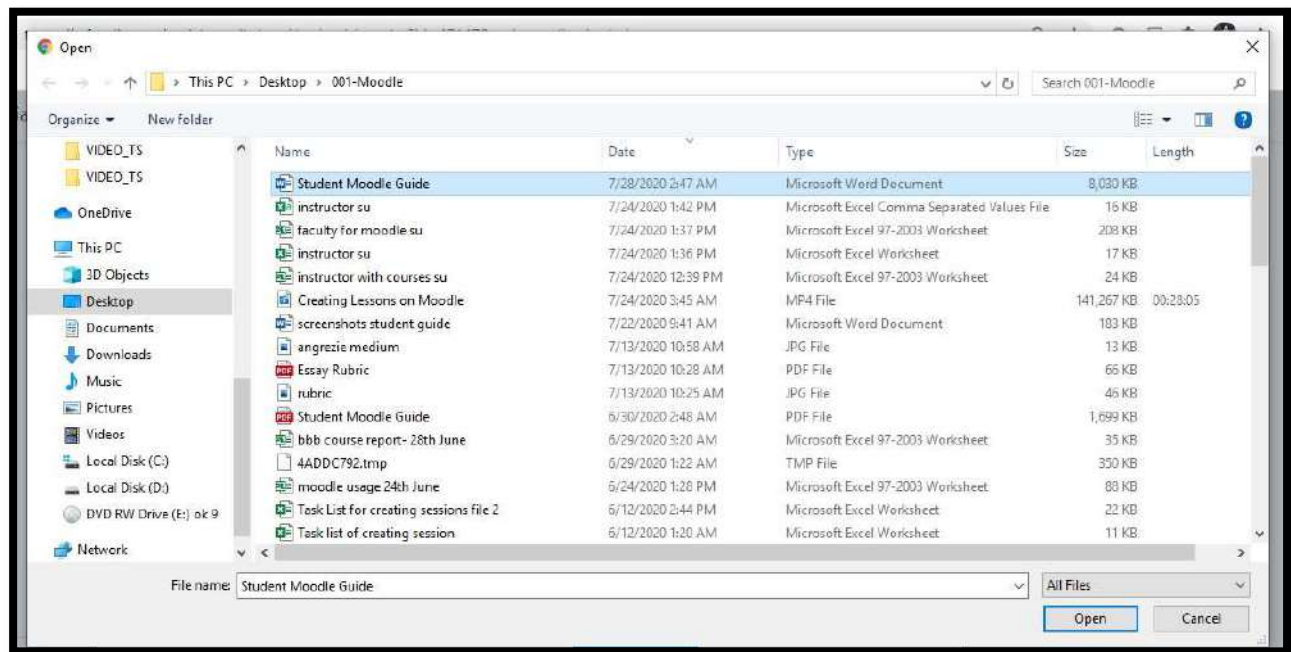 Open
This PC > Desktop > 001-Moodle
Search 001-Moodle
Organize
New folder
VIDEO_TS
VIDEO_TS
OneDrive
This PC
3D Objects
Desktop
Documents
Downloads
Music
Pictures
Videos
Local Disk (C:)
Local Disk (D:)
DVD RW Drive (E:) ok 9
Network
Name Date Type Size Length
Student Moodle Guide 7/28/2020 2:47 AM Microsoft Word Document 8,030 KB
instructor su 7/24/2020 1:42 PM Microsoft Excel Comma Separated Values File 16 KB
faculty for moodle su 7/24/2020 1:37 PM Microsoft Excel 97-2003 Worksheet 208 KB
instructor su 7/24/2020 1:36 PM Microsoft Excel Worksheet 17 KB
instructor with courses su 7/24/2020 12:39 PM Microsoft Excel 97-2003 Worksheet 24 KB
Creating Lessons on Moodle 7/24/2020 3:45 AM MP4 File 141,267 KB 00:28:05
screenshots student guide 7/22/2020 9:41 AM Microsoft Word Document 183 KB
angrezie medium 7/13/2020 10:58 AM JPG File 13 KB
Essay Rubric 7/13/2020 10:28 AM PDF File 66 KB
rubric 7/13/2020 10:25 AM JPG File 46 KB
Student Moodle Guide 6/30/2020 2:48 AM PDF File 1,699 KB
bbb course report- 28th June 6/29/2020 3:20 AM Microsoft Excel 97-2003 Worksheet 35 KB
4ADDC792.tmp 6/29/2020 1:22 AM TMP File 350 KB
moodle usage 24th June 6/24/2020 1:28 PM Microsoft Excel 97-2003 Worksheet 88 KB
Task List for creating sessions file 2 6/12/2020 2:44 PM Microsoft Excel Worksheet 22 KB
Task list of creating session 6/12/2020 1:20 AM Microsoft Excel Worksheet 11 KB
File name: Student Moodle Guide
All Files
Open
Cancel